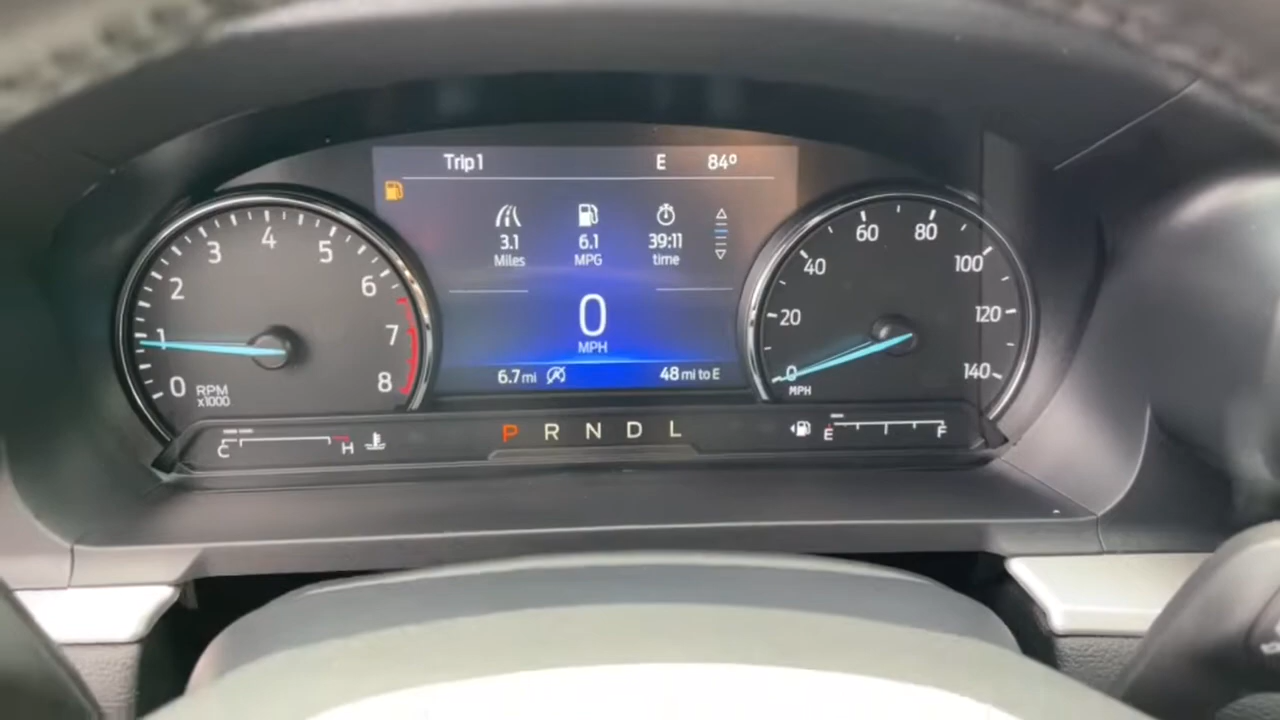 Trip 1 E 84º
3.1 6.1 39:11
Miles MPG time
0
MPH
6.7 mi 48 mi to E
0 1 2 3 4 5 6 7 8
RPM
x1000
0 20 40 60 80 100 120 140
MPH
C H
P R N D L
E F